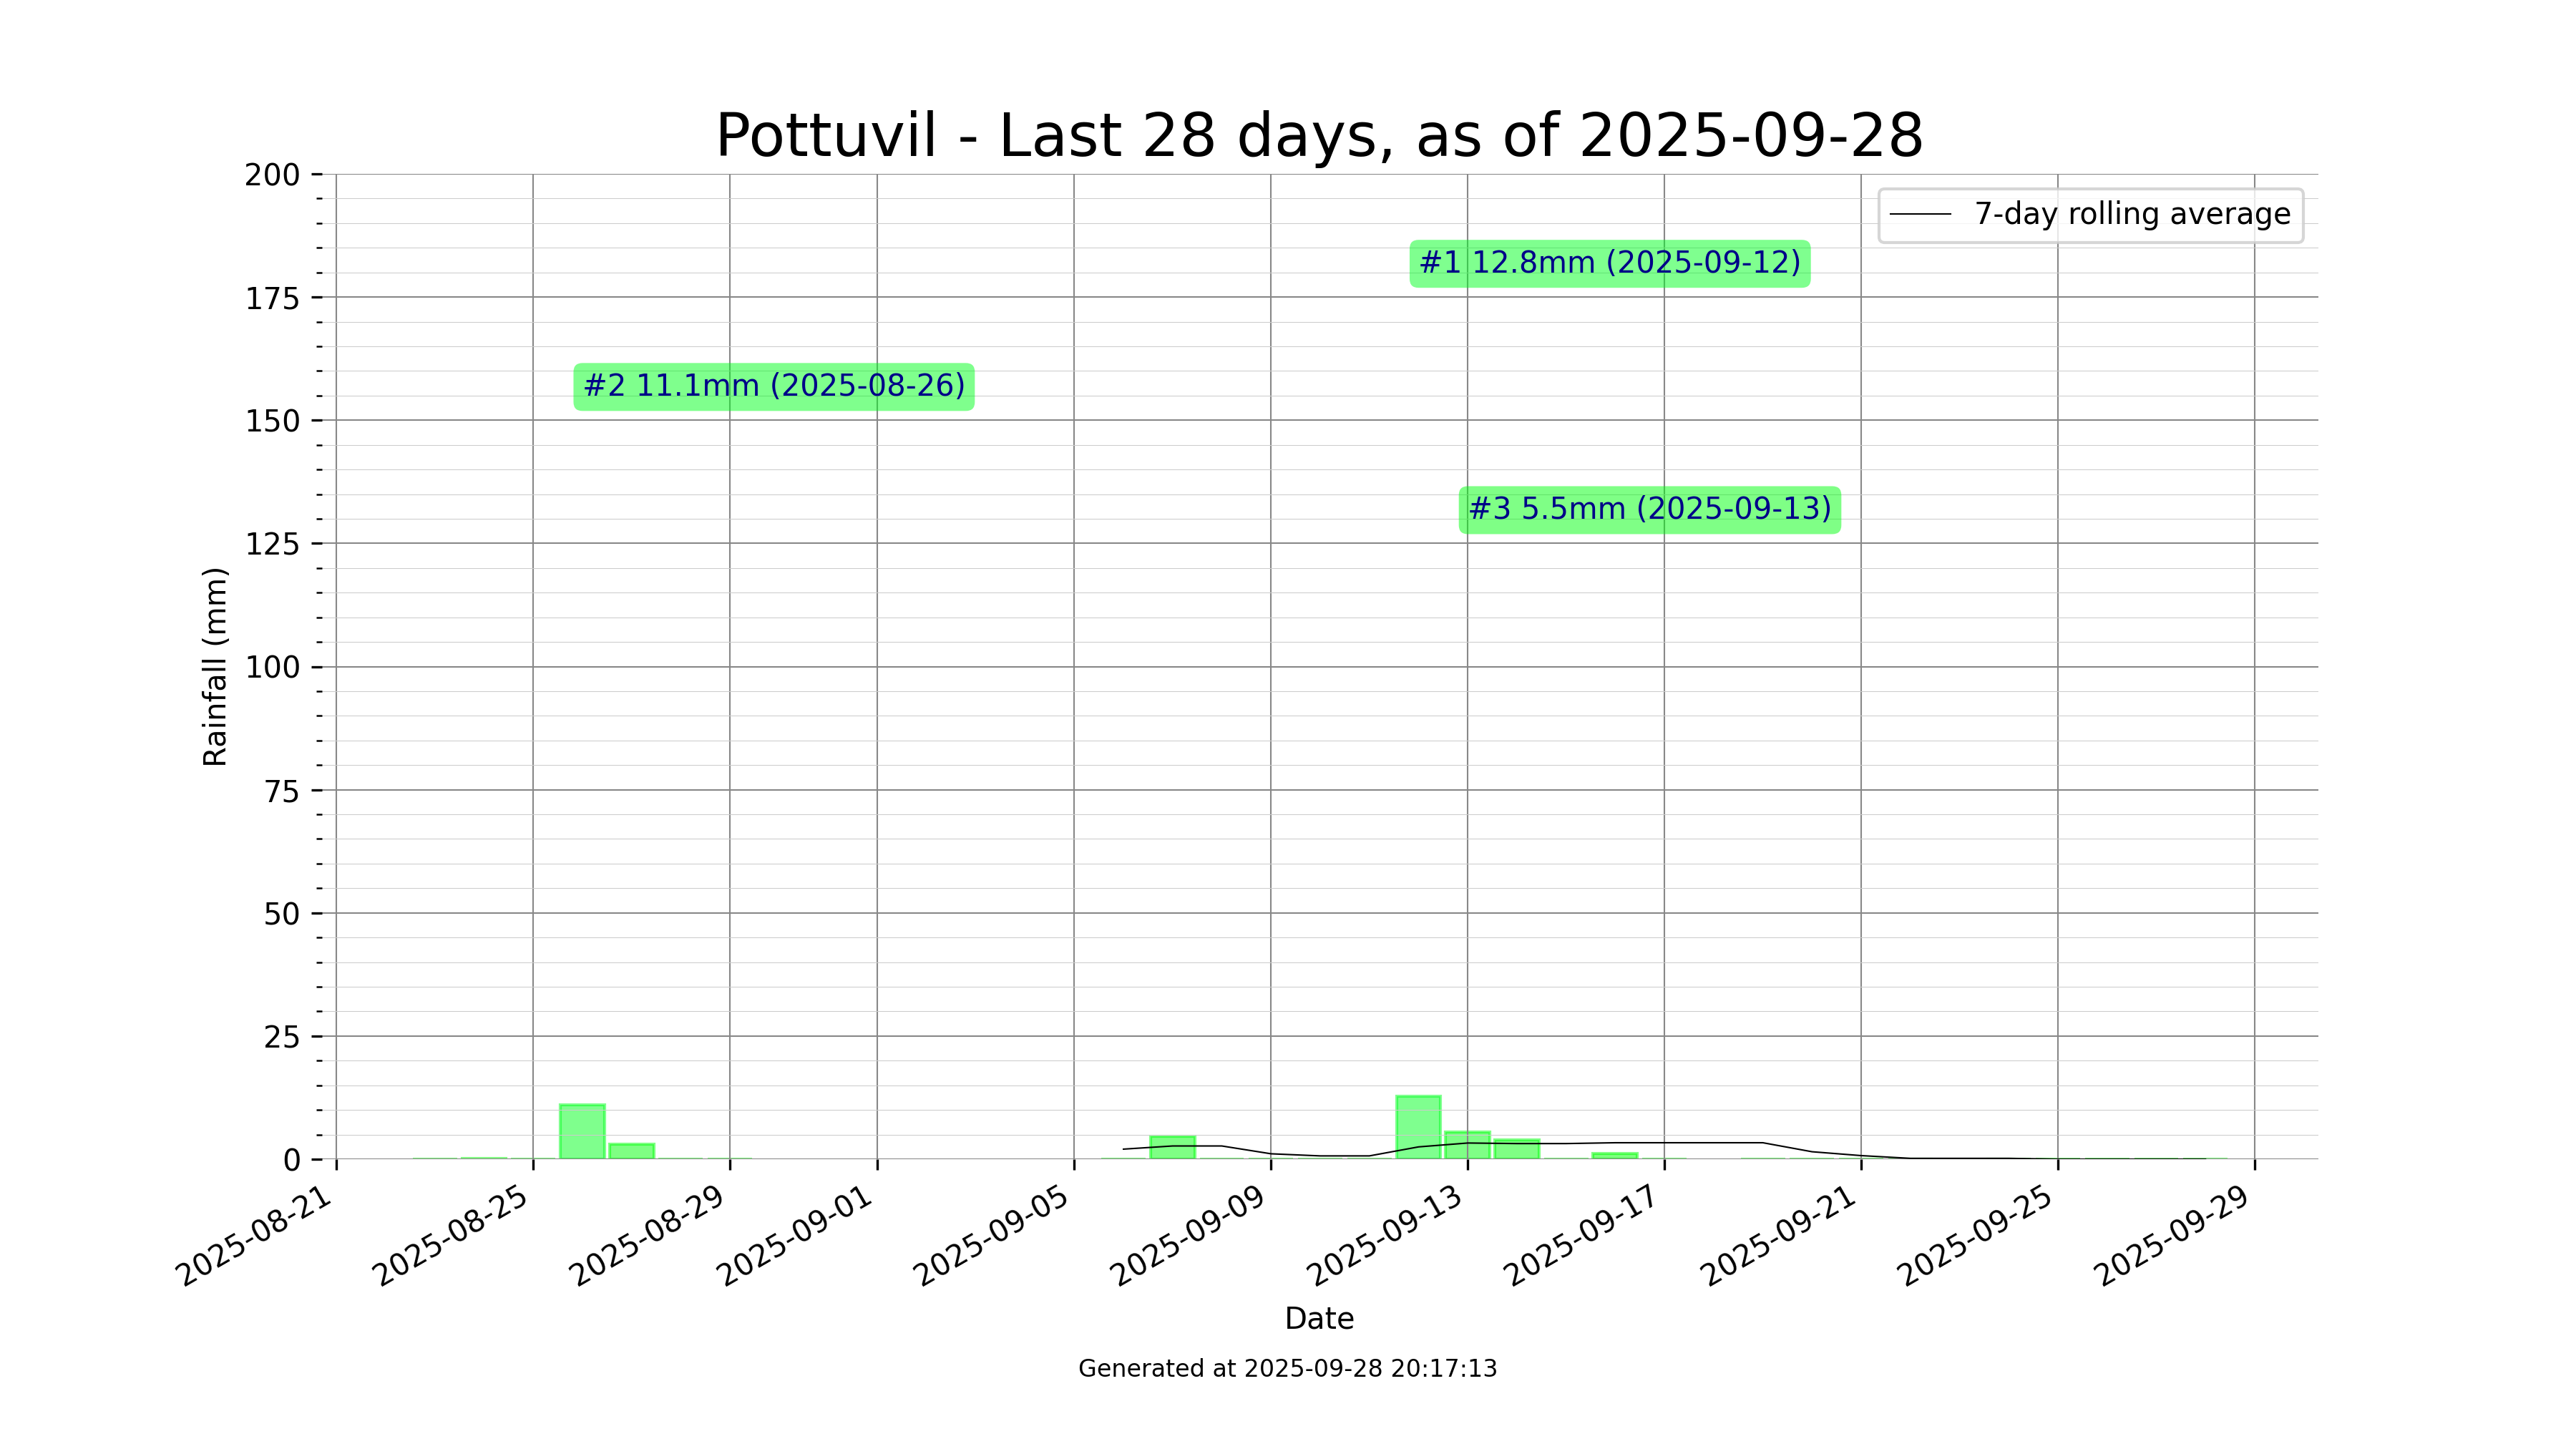 Pottuvil - Last 28 days, as of 2025-09-28
7-day rolling average
#1 12.8mm (2025-09-12)
#2 11.1mm (2025-08-26)
#3 5.5mm (2025-09-13)
Rainfall (mm)
200
175
150
125
100
75
50
25
0
2025-08-21
2025-08-25
2025-08-29
2025-09-01
2025-09-05
2025-09-09
2025-09-13
2025-09-17
2025-09-21
2025-09-25
2025-09-29
Date
Generated at 2025-09-28 20:17:13